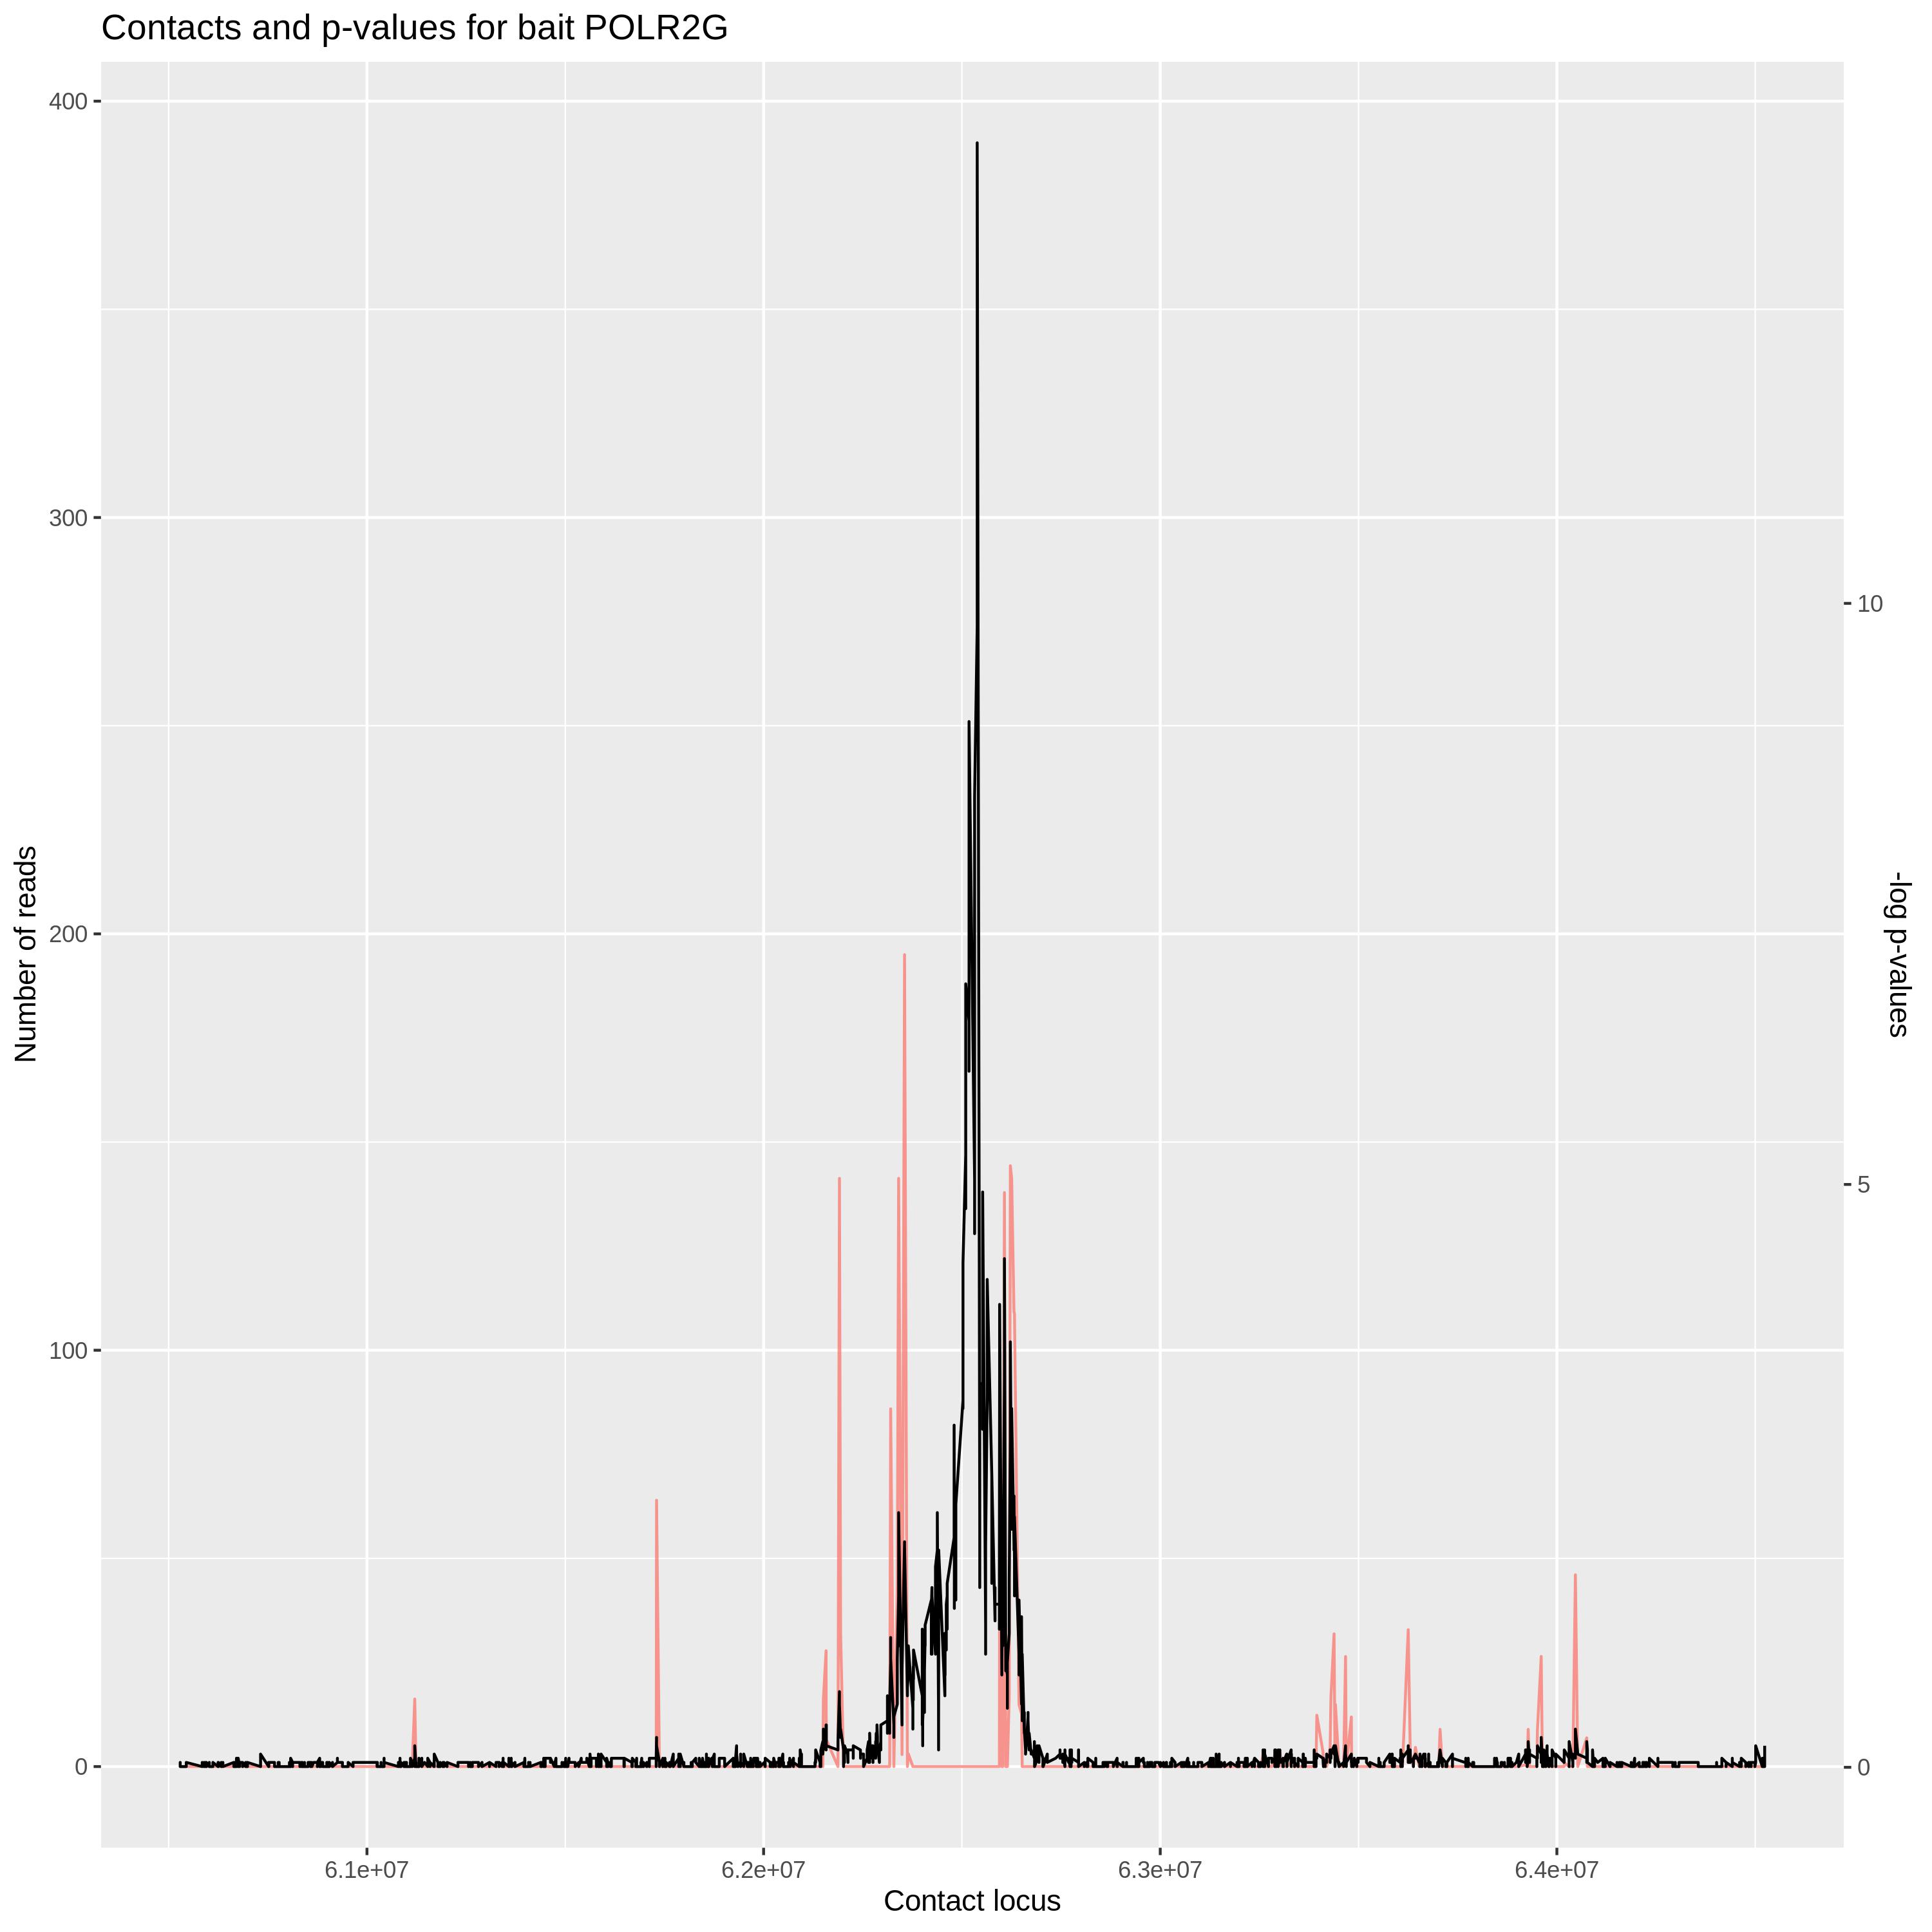 Contacts and p-values for bait POLR2G
400
300
200
100
0
Number of reads
10
5
0
-log p-values
6.1e+07
6.2e+07
6.3e+07
6.4e+07
Contact locus